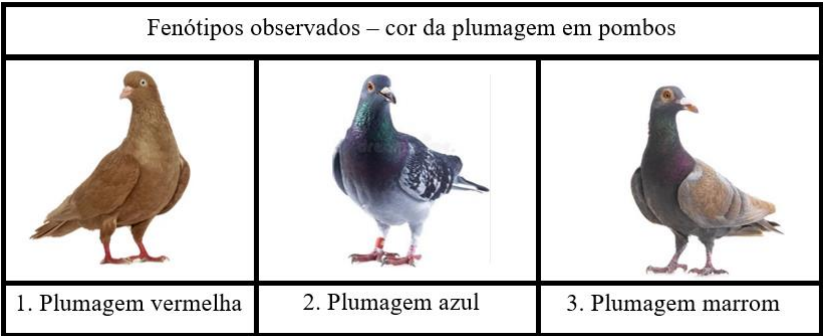 Fenótipos observados – cor da plumagem em pombos
1. Plumagem vermelha
2. Plumagem azul
3. Plumagem marrom